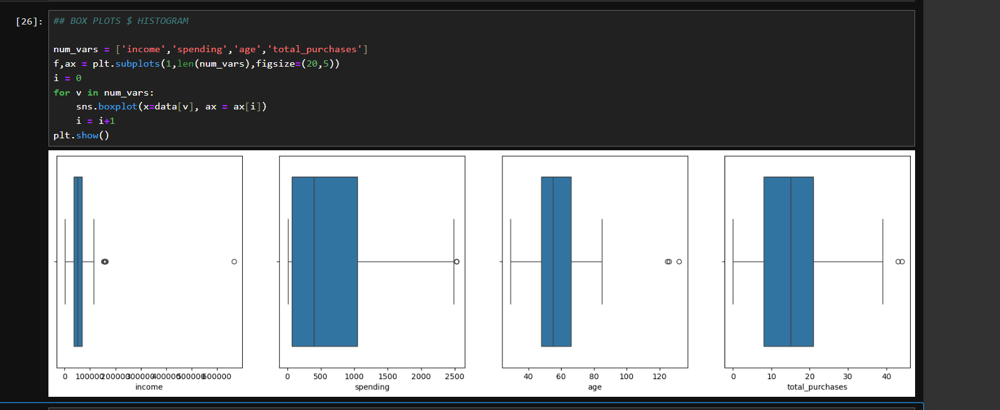 [26]:
## BOX PLOTS $ HISTOGRAM
num_vars = ['income','spending','age','total_purchases']
f,ax = plt.subplots(1,len(num_vars),figsize=(20,5))
i = 0
for v in num_vars:
    sns.boxplot(x=data[v], ax = ax[i])
    i = i+1
plt.show()
0 100000 200000 300000 400000 500000 600000
income
0 500 1000 1500 2000 2500
spending
40 60 80 100 120
age
0 10 20 30 40
total_purchases